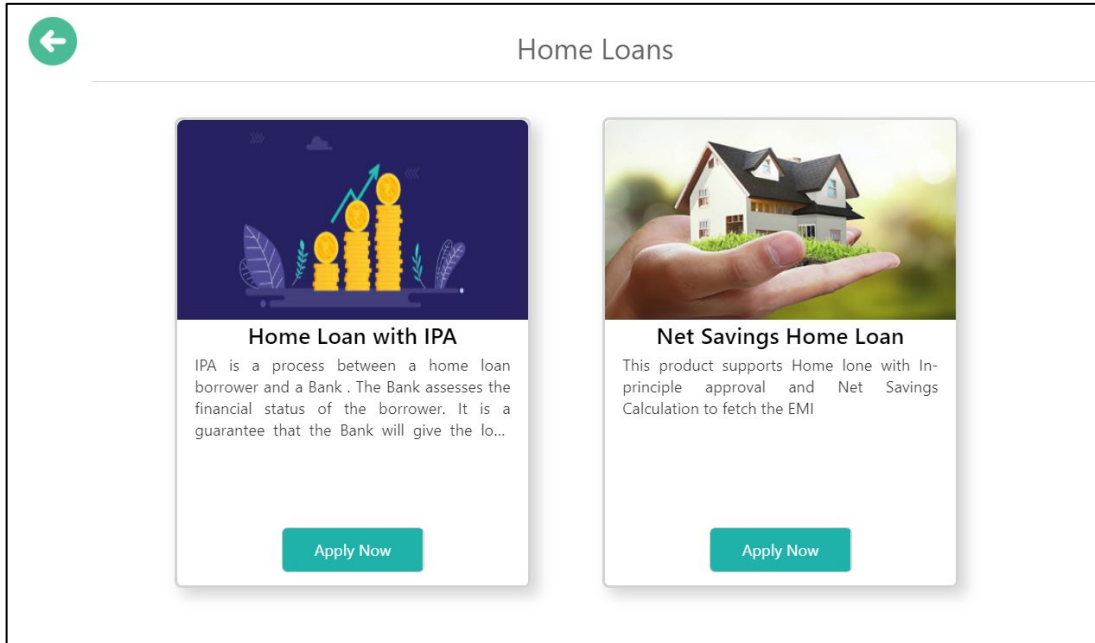 Home Loans
Home Loan with IPA
IPA is a process between a home loan
borrower and a Bank . The Bank assesses the
financial status of the borrower. It is a
guarantee that the Bank will give the lo...
Apply Now
Net Savings Home Loan
This product supports Home lone with In-
principle approval and Net Savings
Calculation to fetch the EMI
Apply Now